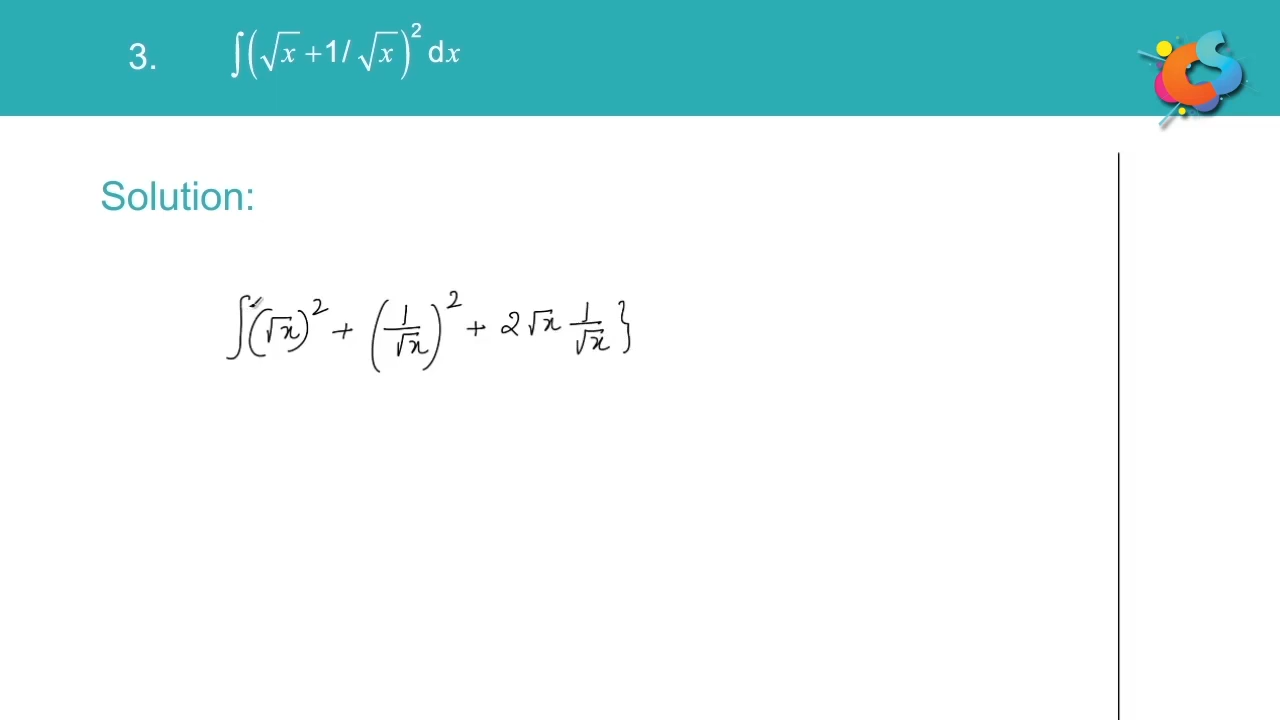 3. ∫(√x + 1/ √x)² dx
Solution:
∫(√x)² + (1/√x)² + 2 √x 1/√x }